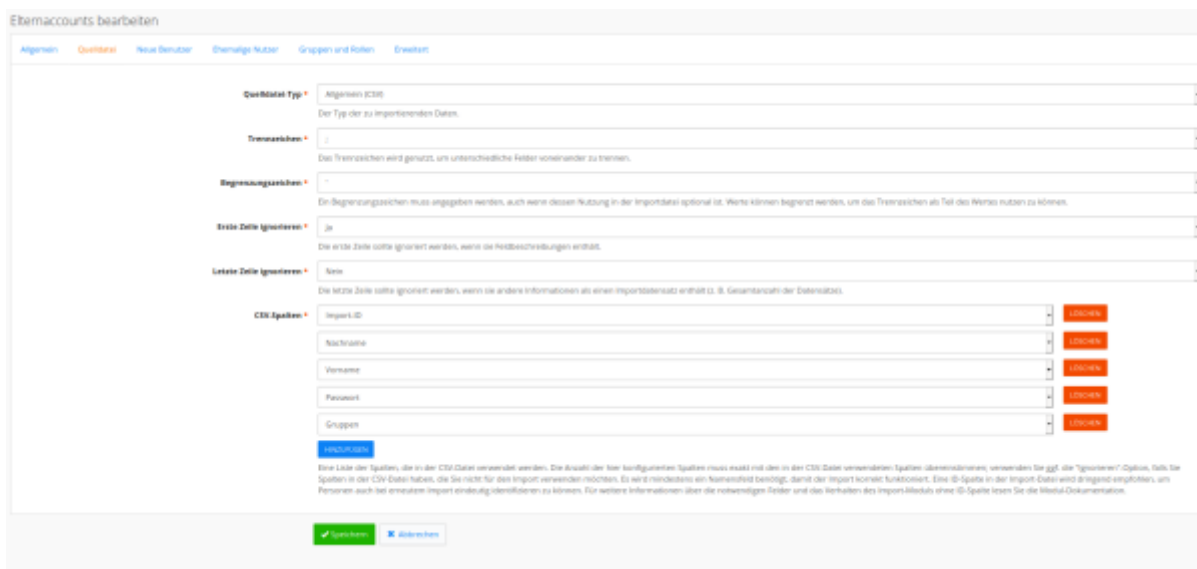 Elternaccounts bearbeiten
Allgemein Quelldatei Neue Benutzer Ehemalige Nutzer Gruppen und Rollen Erweitert
Quelldatei-Typ * Allgemein (CSV)
Der Typ der zu importierenden Daten.
Trennzeichen * ;
Das Trennzeichen wird genutzt, um unterschiedliche Felder voneinander zu trennen.
Begrenzungszeichen * "
Ein Begrenzungszeichen muss angegeben werden, auch wenn dessen Nutzung in der Importdatei optional ist. Werte können begrenzt werden, um das Trennzeichen als Teil des Wertes nutzen zu können.
Erste Zeile ignorieren * Ja
Die erste Zeile sollte ignoriert werden, wenn sie Feldbeschreibungen enthält.
Letzte Zeile ignorieren * Nein
Die letzte Zeile sollte ignoriert werden, wenn sie andere Informationen als einen Importdatensatz enthält (z. B. Gesamtanzahl der Datensätze).
CSV-Spalten * Import-ID LÖSCHEN
Nachname LÖSCHEN
Vorname LÖSCHEN
Passwort LÖSCHEN
Gruppen LÖSCHEN
HINZUFÜGEN
Eine Liste der Spalten, die in der CSV-Datei verwendet werden. Die Anzahl der hier konfigurierten Spalten muss exakt mit den in der CSV-Datei verwendeten Spalten übereinstimmen; verwenden Sie ggf. die "Ignorieren"-Option, falls Sie
Spalten in der CSV-Datei haben, die Sie nicht für den Import verwenden möchten. Es wird mindestens ein Namensfeld benötigt, damit der Import korrekt funktioniert. Eine ID-Spalte in der Import-Datei wird dringend empfohlen, um
Personen auch bei erneutem Import eindeutig identifizieren zu können. Für weitere Informationen über die notwendigen Felder und das Verhalten des Import-Moduls ohne ID-Spalte lesen Sie die Modul-Dokumentation.
Speichern Abbrechen